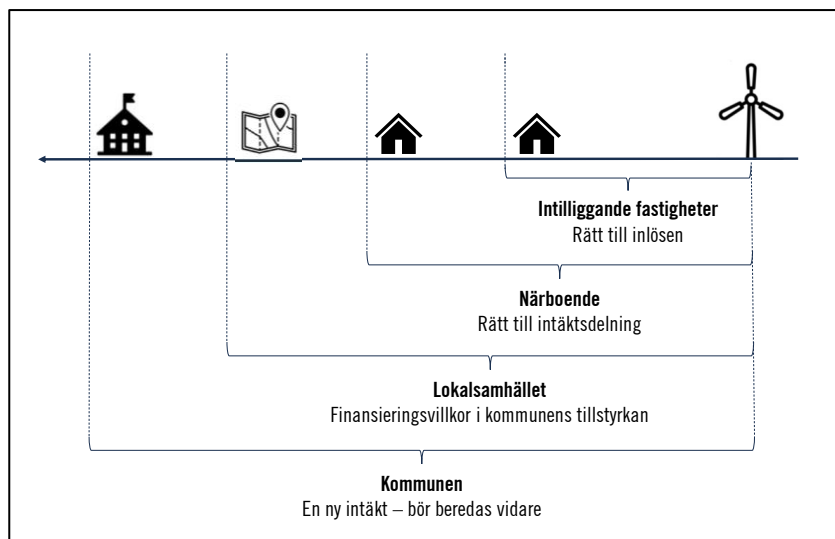 Intilliggande fastigheter
Rätt till inlösen
Närboende
Rätt till intäktsdelning
Lokalsamhället
Finansieringsvillkor i kommunens tillstyrkan
Kommunen
En ny intäkt – bör beredas vidare